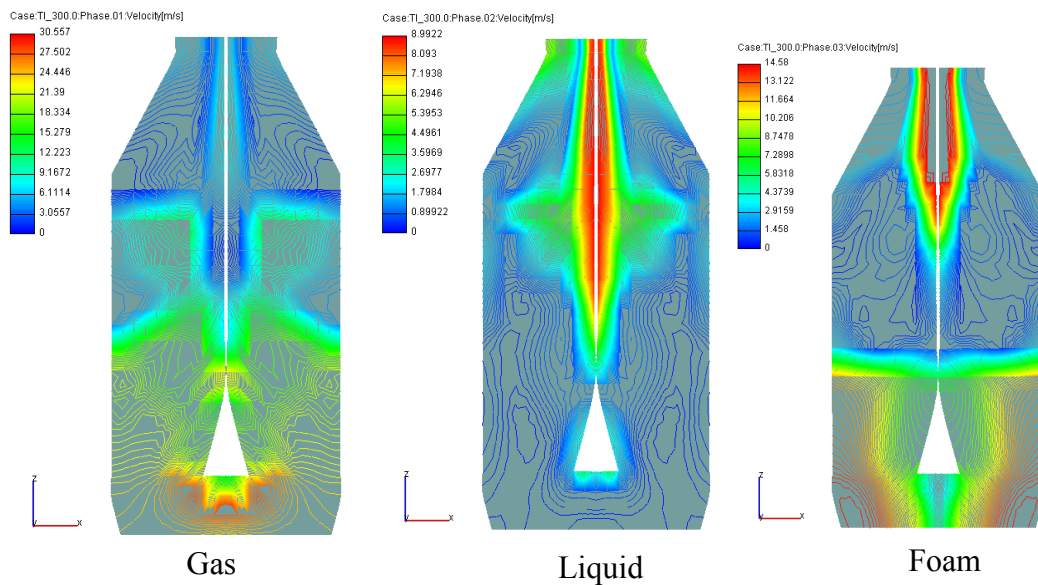 Case:TI_300.0:Phase.01:Velocity[m/s]
30.557
27.502
24.446
21.39
18.334
15.279
12.223
9.1672
6.1114
3.0557
0
z
y
x
Gas
Case:TI_300.0:Phase.02:Velocity[m/s]
8.9922
8.093
7.1938
6.2946
5.3953
4.4961
3.5969
2.6977
1.7984
0.89922
0
z
y
x
Liquid
Case:TI_300.0:Phase.03:Velocity[m/s]
14.58
13.122
11.664
10.206
8.7478
7.2898
5.8318
4.3739
2.9159
1.458
0
z
y
x
Foam